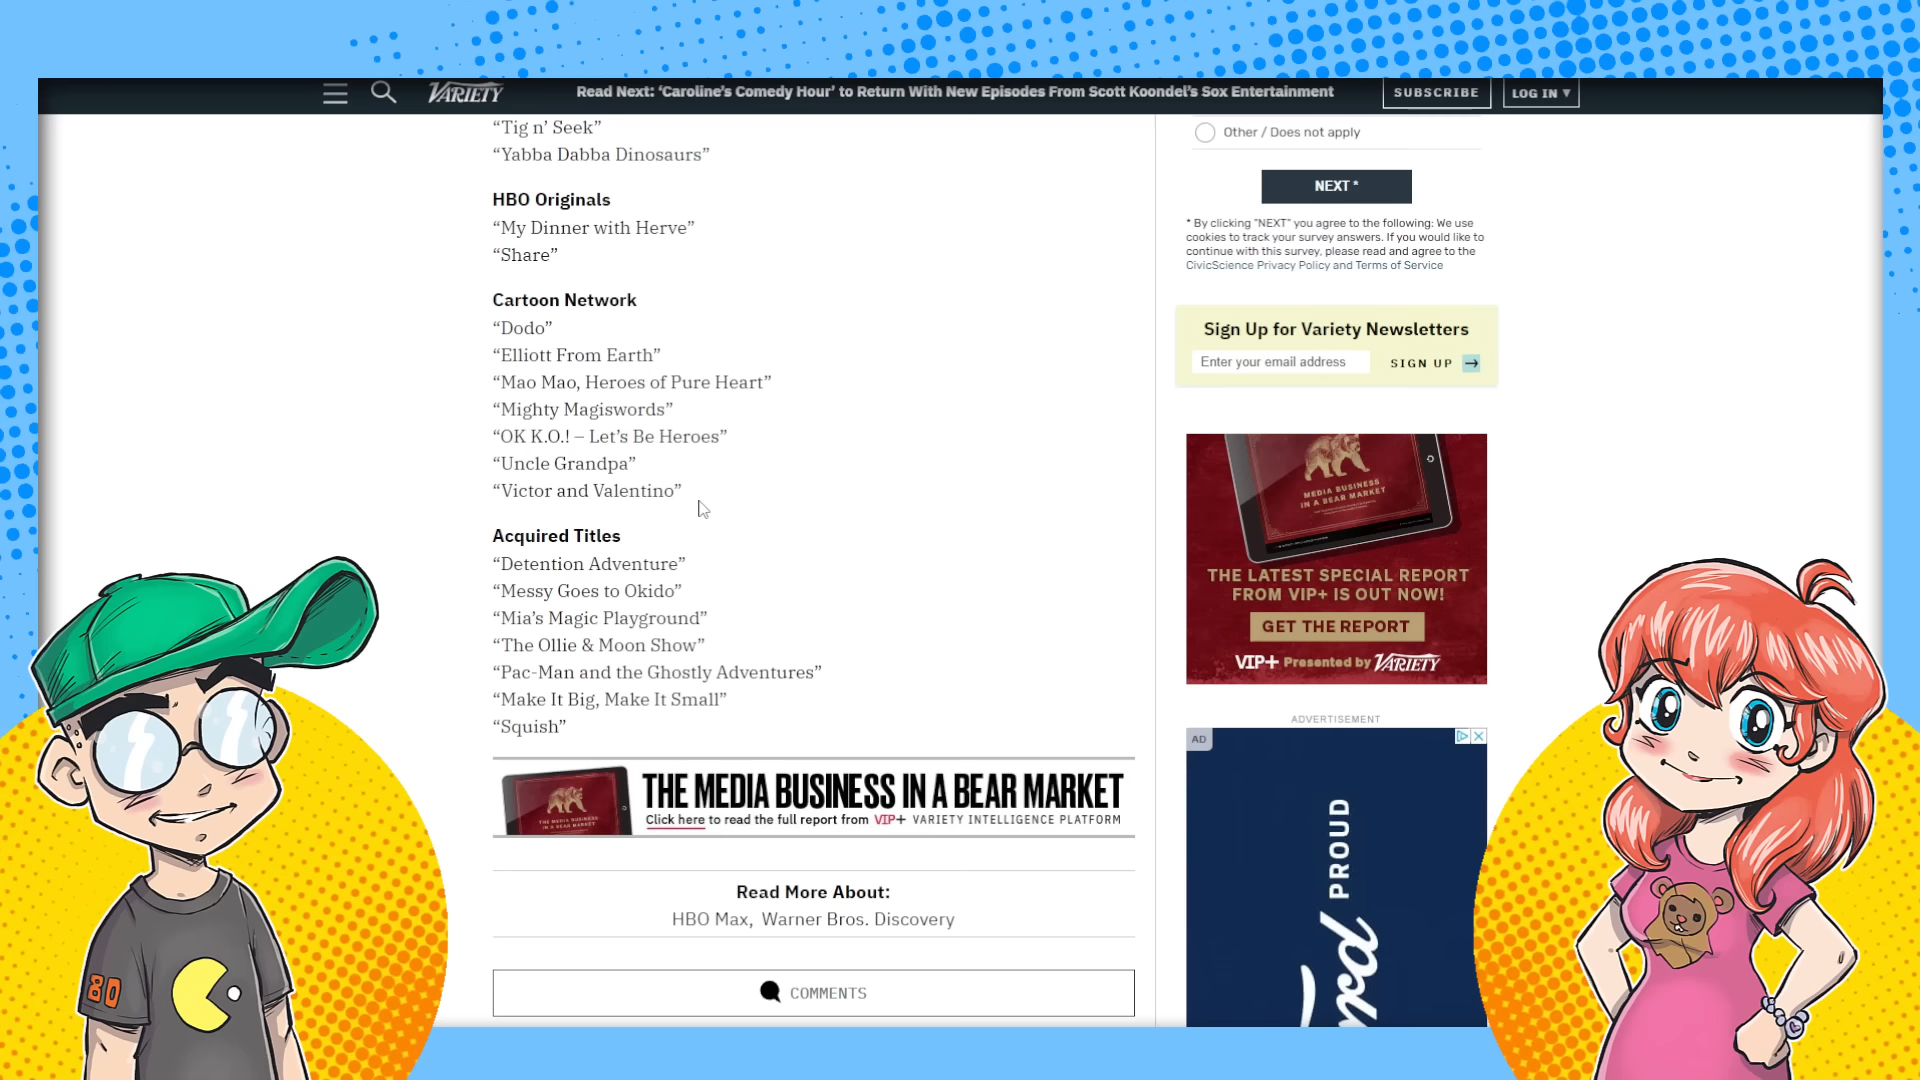 VARIETY
Read Next: ‘Caroline’s Comedy Hour’ to Return With New Episodes From Scott Koondel’s Sox Entertainment
SUBSCRIBE
LOG IN ▾
“Tig n’ Seek”
“Yabba Dabba Dinosaurs”
HBO Originals
“My Dinner with Herve”
“Share”
Cartoon Network
“Dodo”
“Elliott From Earth”
“Mao Mao, Heroes of Pure Heart”
“Mighty Magiswords”
“OK K.O.! – Let’s Be Heroes”
“Uncle Grandpa”
“Victor and Valentino”
Acquired Titles
“Detention Adventure”
“Messy Goes to Okido”
“Mia’s Magic Playground”
“The Ollie & Moon Show”
“Pac-Man and the Ghostly Adventures”
“Make It Big, Make It Small”
“Squish”
THE MEDIA BUSINESS IN A BEAR MARKET
Click here to read the full report from VIP+ VARIETY INTELLIGENCE PLATFORM
THE MEDIA BUSINESS
IN A BEAR MARKET
Read More About:
HBO Max, Warner Bros. Discovery
COMMENTS
Other / Does not apply
NEXT *
* By clicking "NEXT" you agree to the following: We use
cookies to track your survey answers. If you would like to
continue with this survey, please read and agree to the
CivicScience Privacy Policy and Terms of Service
Sign Up for Variety Newsletters
Enter your email address
SIGN UP →
MEDIA BUSINESS
IN A BEAR MARKET
THE LATEST SPECIAL REPORT
FROM VIP+ IS OUT NOW!
GET THE REPORT
VIP+ Presented by VARIETY
ADVERTISEMENT
AD
PROUD
80